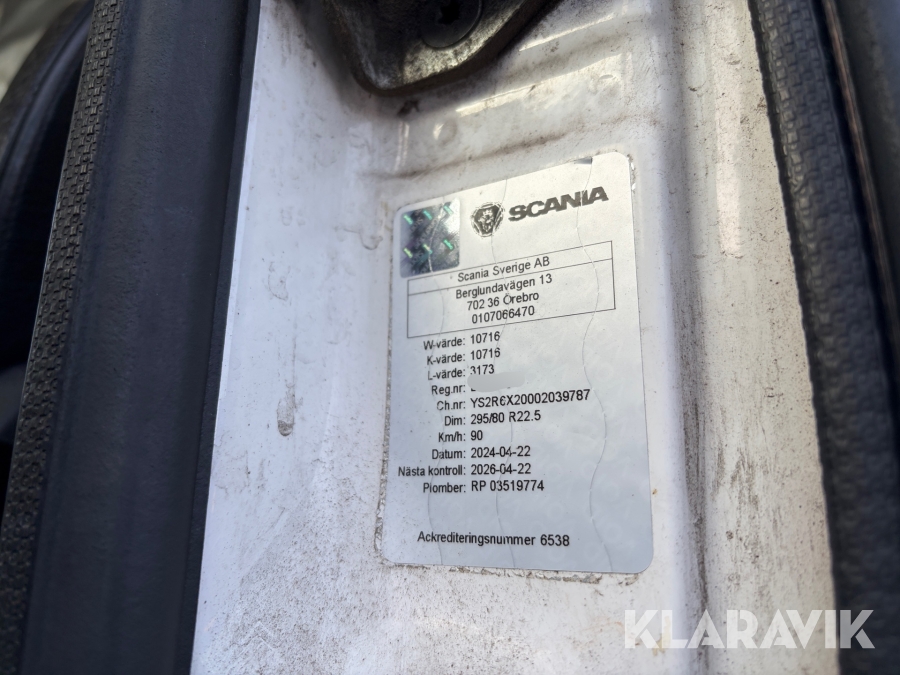 SCANIA
Scania Sverige AB
Berglundavägen 13
702 36 Örebro
0107066470
W-värde: 10716
K-värde: 10716
L-värde: 3173
Reg.nr:
Ch.nr: YS2R6X20002039787
Dim: 295/80 R22.5
Km/h: 90
Datum: 2024-04-22
Nästa kontroll: 2026-04-22
Plomber: RP 03519774
Ackrediteringsnummer 6538
KLARAVIK